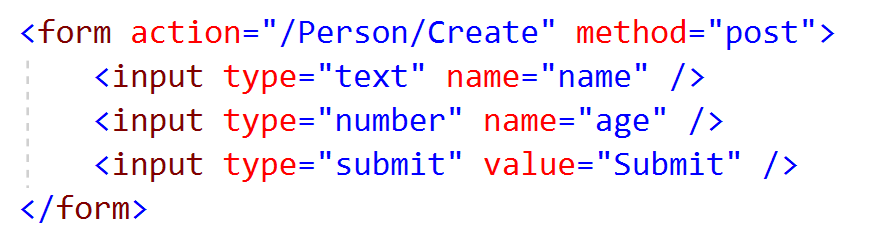 <form action="/Person/Create" method="post">
    <input type="text" name="name" />
    <input type="number" name="age" />
    <input type="submit" value="Submit" />
</form>